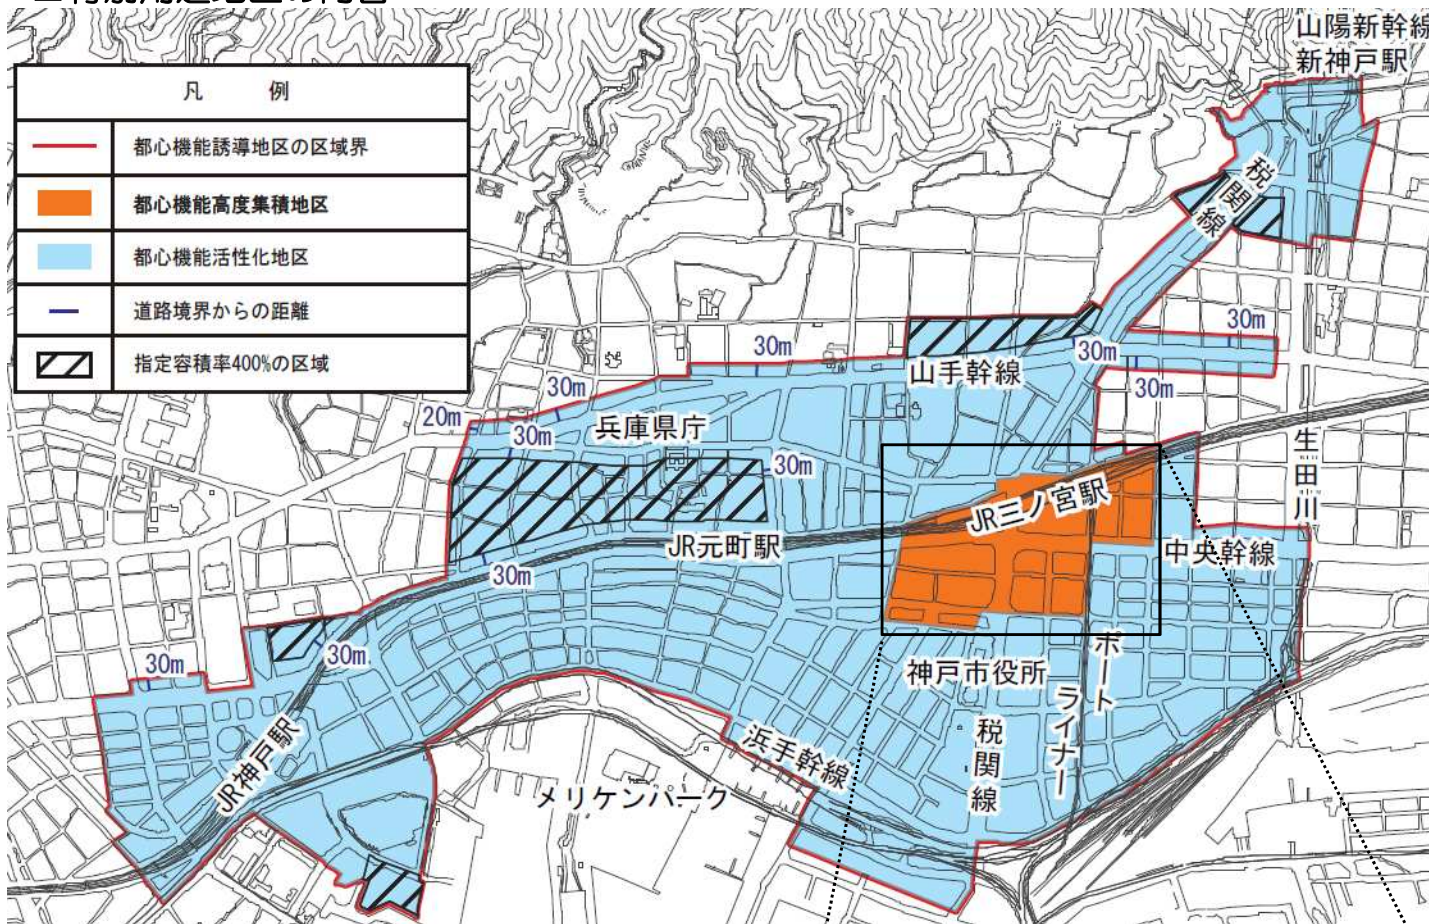 山陽新幹線
新神戸駅
凡 例
都心機能誘導地区の区域界
都心機能高度集積地区
都心機能活性化地区
道路境界からの距離
指定容積率400%の区域
税関線
30m
30m
30m
30m
山手幹線
30m
20m
30m
兵庫県庁
30m
生田川
JR三ノ宮駅
JR元町駅
中央幹線
30m
30m
30m
ポートライナー
神戸市役所
税関線
浜手幹線
JR神戸駅
メリケンパーク